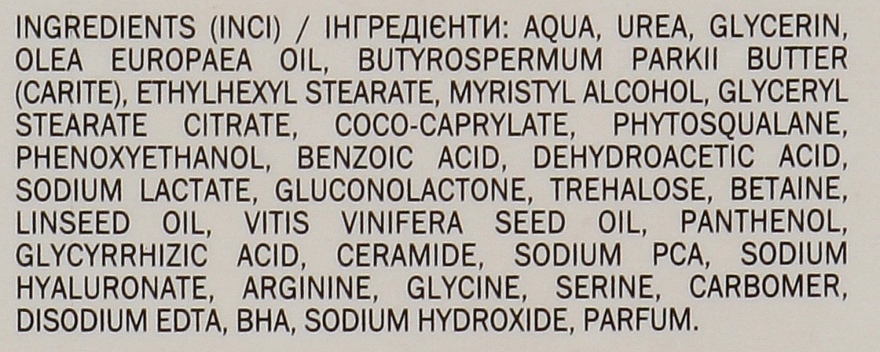 INGREDIENTS (INCI) / ІНГРЕДІЄНТИ: AQUA, UREA, GLYCERIN,
OLEA EUROPAEA OIL, BUTYROSPERMUM PARKII BUTTER
(CARITE), ETHYLHEXYL STEARATE, MYRISTYL ALCOHOL, GLYCERYL
STEARATE CITRATE, COCO-CAPRYLATE, PHYTOSQUALANE,
PHENOXYETHANOL, BENZOIC ACID, DEHYDROACETIC ACID,
SODIUM LACTATE, GLUCONOLACTONE, TREHALOSE, BETAINE,
LINSEED OIL, VITIS VINIFERA SEED OIL, PANTHENOL,
GLYCYRRHIZIC ACID, CERAMIDE, SODIUM PCA, SODIUM
HYALURONATE, ARGININE, GLYCINE, SERINE, CARBOMER,
DISODIUM EDTA, BHA, SODIUM HYDROXIDE, PARFUM.